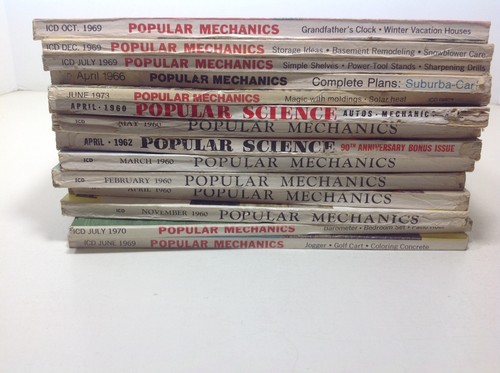 ICD OCT. 1969 POPULAR MECHANICS Grandfather's Clock • Winter Vacation Houses
ICD DEC. 1969 POPULAR MECHANICS Storage Ideas • Basement Remodeling • Snowblower Care
ICD JULY 1969 POPULAR MECHANICS Simple Shelves • Power Tool Stands • Sharpening Drills
April 1966 POPULAR MECHANICS Complete Plans: Suburba-Car
JUNE 1973 POPULAR MECHANICS Magic with moldings • Solar heat
APRIL • 1960 POPULAR SCIENCE AUTOS • MECHANIC
MAY 1960 POPULAR MECHANICS
APRIL • 1962 POPULAR SCIENCE 90th ANNIVERSARY BONUS ISSUE
ICD MARCH 1960 POPULAR MECHANICS
ICD FEBRUARY 1960 POPULAR MECHANICS
APRIL 1960 POPULAR MECHANICS
ICD NOVEMBER 1960 POPULAR MECHANICS
ICD JULY 1970 POPULAR MECHANICS Barometer • Bedroom Set •
ICD JUNE 1969 POPULAR MECHANICS Jogger • Golf Cart • Coloring Concrete